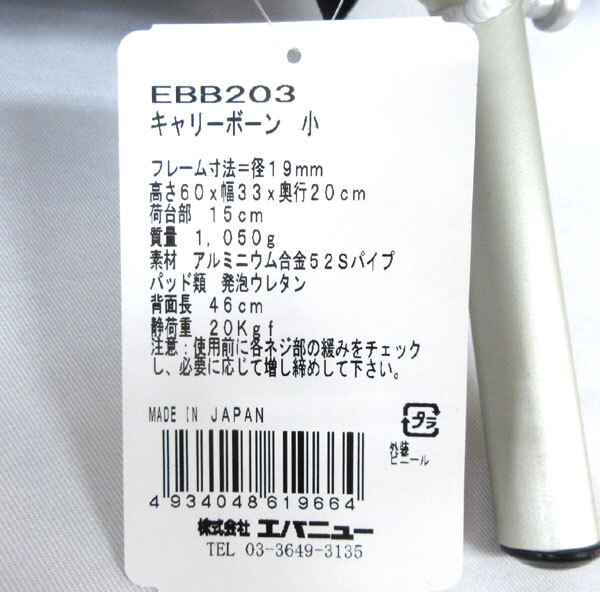 EBB203
キャリーボーン 小
フレーム寸法=径19mm
高さ60x幅33x奥行20cm
荷台部 15cm
質量 1,050g
素材 アルミニウム合金52Sパイプ
パッド類 発泡ウレタン
背面長 46cm
静荷重 20Kgf
注意:使用前に各ネジ部の緩みをチェック
し、必要に応じて増し締めして下さい。
MADE IN JAPAN
プラ
外装
ビニール
4934048619664
株式会社 エバニュー
TEL 03-3649-3135